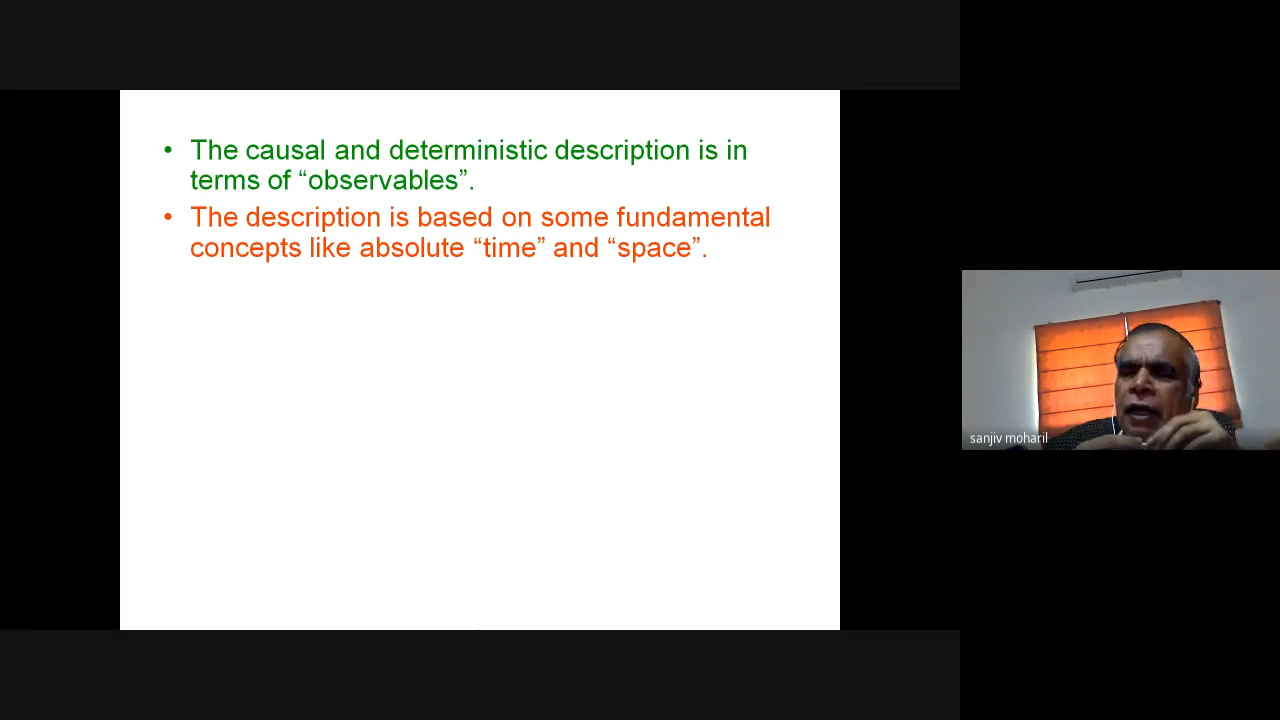 • The causal and deterministic description is in
terms of “observables”.
• The description is based on some fundamental
concepts like absolute “time” and “space”.
sanjiv moharil